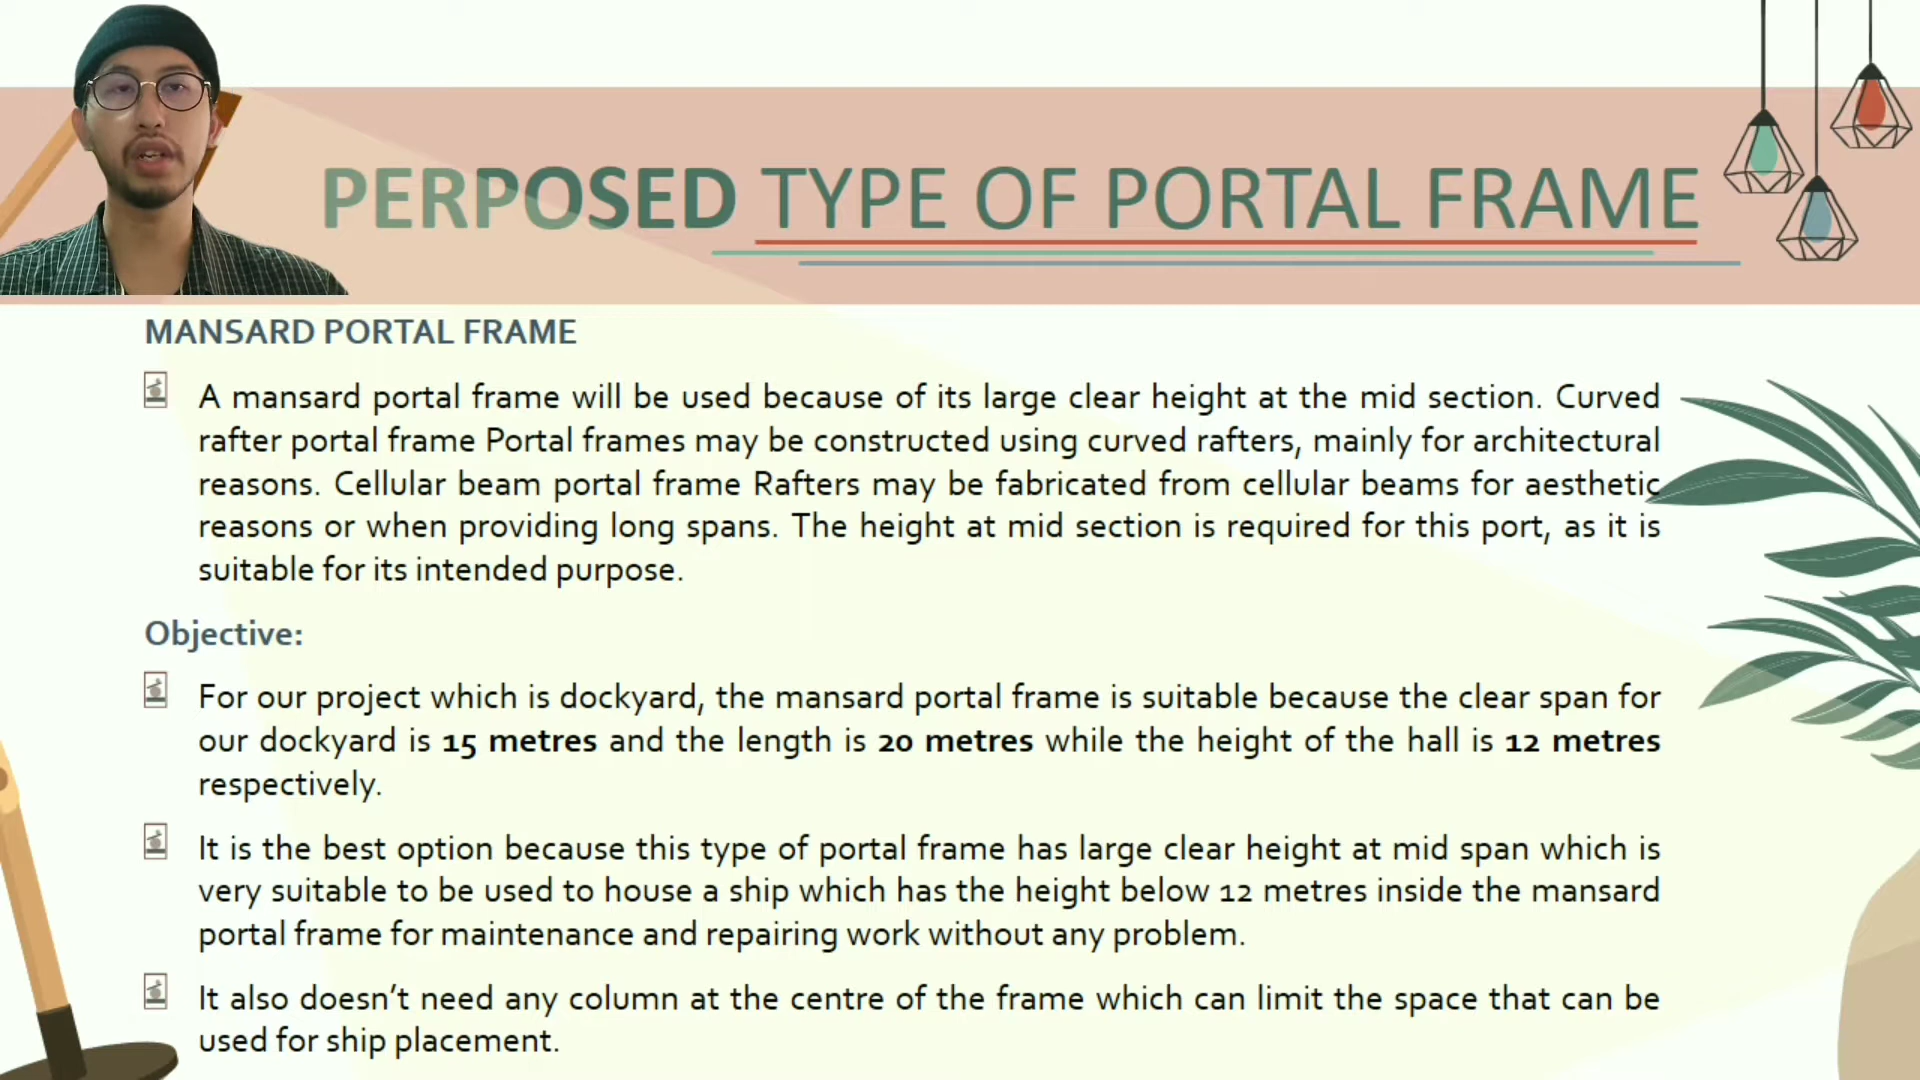 PERPOSED TYPE OF PORTAL FRAME
MANSARD PORTAL FRAME
A mansard portal frame will be used because of its large clear height at the mid section. Curved
rafter portal frame Portal frames may be constructed using curved rafters, mainly for architectural
reasons. Cellular beam portal frame Rafters may be fabricated from cellular beams for aesthetic
reasons or when providing long spans. The height at mid section is required for this port, as it is
suitable for its intended purpose.
Objective:
For our project which is dockyard, the mansard portal frame is suitable because the clear span for
our dockyard is 15 metres and the length is 20 metres while the height of the hall is 12 metres
respectively.
It is the best option because this type of portal frame has large clear height at mid span which is
very suitable to be used to house a ship which has the height below 12 metres inside the mansard
portal frame for maintenance and repairing work without any problem.
It also doesn’t need any column at the centre of the frame which can limit the space that can be
used for ship placement.